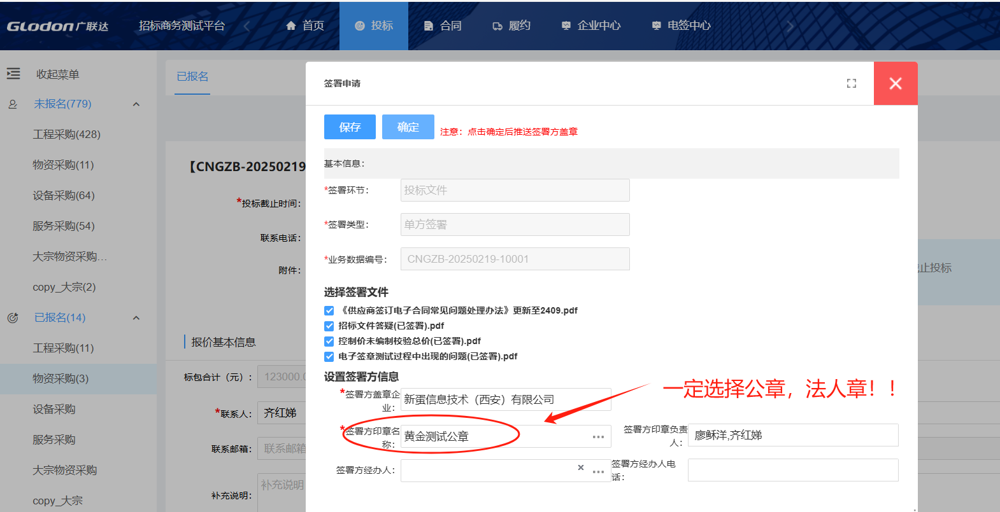 GLodon广联达
招标商务测试平台
首页
投标
合同
履约
企业中心
电签中心
收起菜单
未报名(779)
工程采购(428)
物资采购(11)
设备采购(64)
服务采购(54)
大宗物资采购…
copy_大宗(2)
已报名(14)
工程采购(11)
物资采购(3)
设备采购
服务采购
大宗物资采购
copy_大宗
已报名
【CNGZB-20250219
*投标截止时间：
联系电话：
附件：
止投标
报价基本信息
标包合计（元）：
123000.0
*联系人：
齐红娣
联系邮箱：
联系邮箱
补充说明：
补充说明
签署申请
保存
确定
注意：点击确定后推送签署方盖章
基本信息：
*签署环节：
投标文件
*签署类型：
单方签署
*业务数据编号：
CNGZB-20250219-10001
选择签署文件
《供应商签订电子合同常见问题处理办法》更新至2409.pdf
招标文件答疑(已签署).pdf
控制价未编制校验总价(已签署).pdf
电子签章测试过程中出现的问题(已签署).pdf
设置签署方信息
*签署方盖章企业：
新蛋信息技术（西安）有限公司
一定选择公章，法人章！！
*签署方印章名称：
黄金测试公章
签署方印章负责人：
廖稣洋,齐红娣
签署方经办人：
签署方经办人电话：